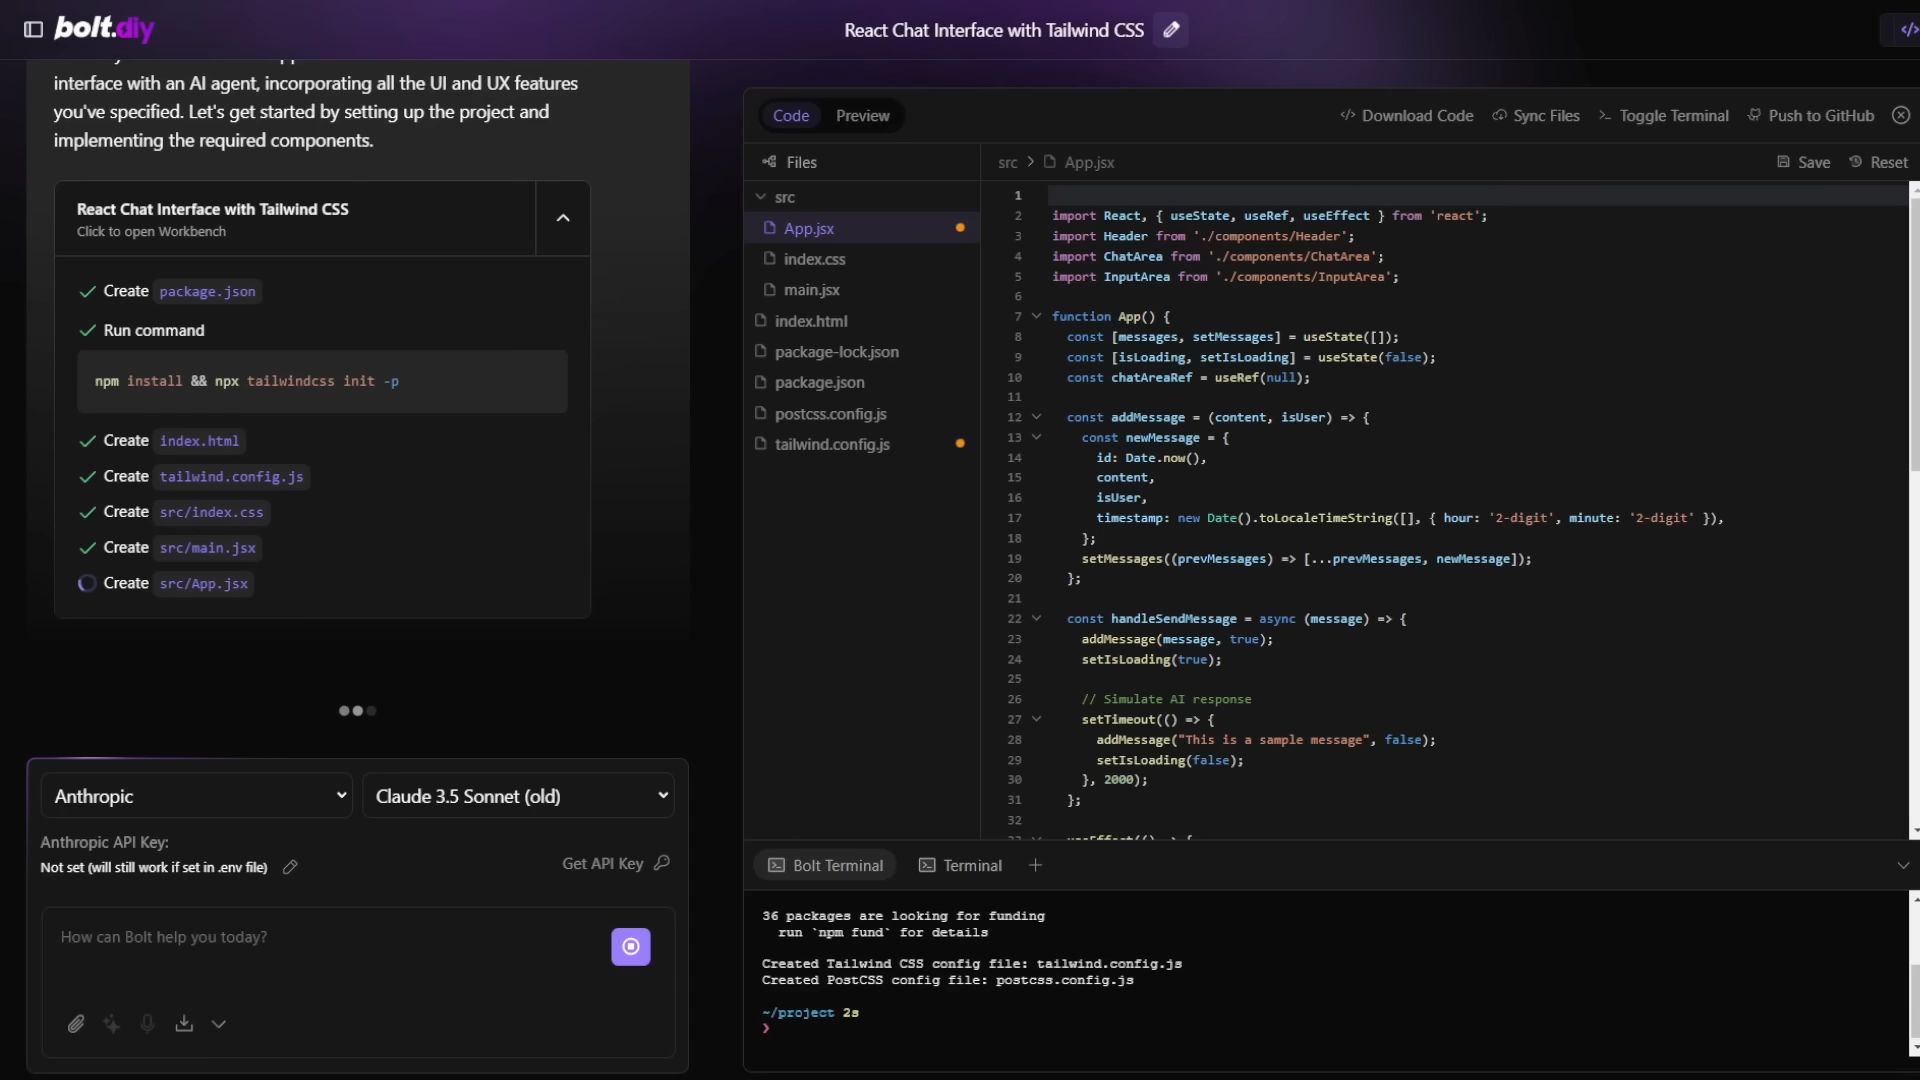 bolt.diy
React Chat Interface with Tailwind CSS
interface with an AI agent, incorporating all the UI and UX features
you've specified. Let's get started by setting up the project and
implementing the required components.
React Chat Interface with Tailwind CSS
Click to open Workbench
Create package.json
Run command
npm install && npx tailwindcss init -p
Create index.html
Create tailwind.config.js
Create src/index.css
Create src/main.jsx
Create src/App.jsx
Anthropic
Claude 3.5 Sonnet (old)
Anthropic API Key:
Not set (will still work if set in .env file)
Get API Key
How can Bolt help you today?
Code Preview
Download Code Sync Files Toggle Terminal Push to GitHub
Files
src
App.jsx
index.css
main.jsx
index.html
package-lock.json
package.json
postcss.config.js
tailwind.config.js
src > App.jsx
Save Reset
1
2 import React, { useState, useRef, useEffect } from 'react';
3 import Header from './components/Header';
4 import ChatArea from './components/ChatArea';
5 import InputArea from './components/InputArea';
6
7 function App() {
8 const [messages, setMessages] = useState([]);
9 const [isLoading, setIsLoading] = useState(false);
10 const chatAreaRef = useRef(null);
11
12 const addMessage = (content, isUser) => {
13 const newMessage = {
14 id: Date.now(),
15 content,
16 isUser,
17 timestamp: new Date().toLocaleTimeString([], { hour: '2-digit', minute: '2-digit' }),
18 };
19 setMessages((prevMessages) => [...prevMessages, newMessage]);
20 };
21
22 const handleSendMessage = async (message) => {
23 addMessage(message, true);
24 setIsLoading(true);
25
26 // Simulate AI response
27 setTimeout(() => {
28 addMessage("This is a sample message", false);
29 setIsLoading(false);
30 }, 2000);
31 };
32
33 useEffect(() => {
Bolt Terminal Terminal
36 packages are looking for funding
run `npm fund` for details
Created Tailwind CSS config file: tailwind.config.js
Created PostCSS config file: postcss.config.js
~/project 2s
❯